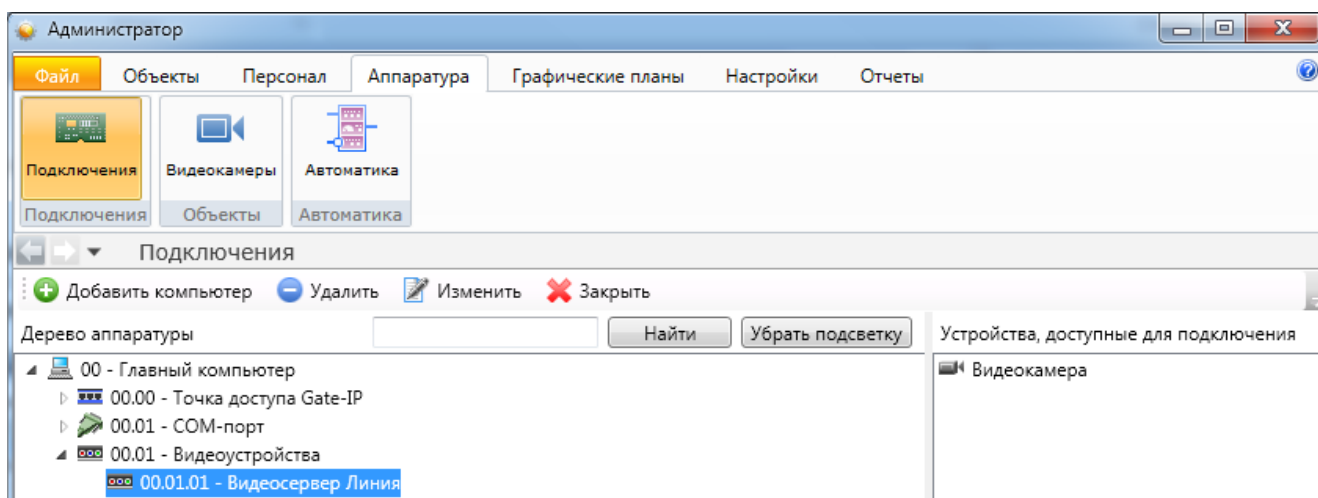 Администратор
Файл Объекты Персонал Аппаратура Графические планы Настройки Отчеты
Подключения Видеокамеры Автоматика
Подключения Объекты Автоматика
Подключения
Добавить компьютер Удалить Изменить Закрыть
Дерево аппаратуры Найти Убрать подсветку Устройства, доступные для подключения
00 - Главный компьютер Видеокамера
00.00 - Точка доступа Gate-IP
00.01 - COM-порт
00.01 - Видеоустройства
00.01.01 - Видеосервер Линия